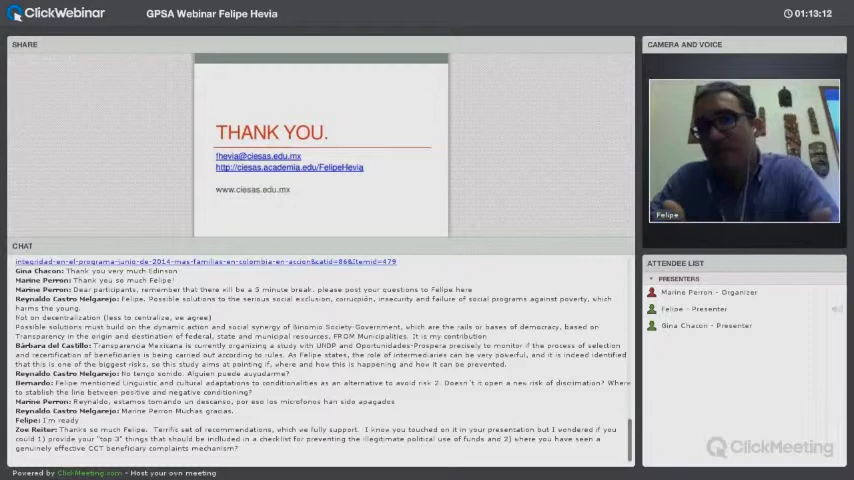 ClickWebinar
GPSA Webinar Felipe Hevia
01:13:12
SHARE
THANK YOU.
fhevia@ciesas.edu.mx
http://ciesas.academia.edu/FelipeHevia
www.ciesas.edu.mx
CAMERA AND VOICE
Felipe
CHAT
integridad-en-el-programa-junio-de-2014-mas-familias-en-colombia-en-accion&catid=86&Itemid=479
Gina Chacon: Thank you very much Edinson
Marine Perron: Thank you so much Felipe!
Marine Perron: Dear participants, remember that there will be a 5 minute break. please post your questions to Felipe here
Reynaldo Castro Melgarejo: Felipe. Possible solutions to the serious social exclusion, corrupción, insecurity and failure of social programs against poverty, which
harms the young.
Not on decentralization (less to centralize, we agree)
Possible solutions must build on the dynamic action and social synergy of Binomic Society-Government, which are the rails or bases of democracy, based on
Transparency in the origin and destination of federal, state and municipal resources, FROM Municipalities. It is my contribution
Bárbara del Castillo: Transparencia Mexicana is currently organizing a study with UNDP and Oportunidades-Prospera precisely to monitor if the process of selection
and recertification of beneficiaries is being carried out according to rules. As Felipe states, the role of intermediaries can be very powerful, and it is indeed identified
that this is one of the biggest risks, so this study aims at pointing if, where and how this is happening and how it can be prevented.
Reynaldo Castro Melgarejo: No tengo sonido. Alguien puede auyudarme?
Bernardo: Felipe mentioned Linguistic and cultural adaptations to conditionalities as an alternative to avoid risk 2. Doesn´t it open a new risk of discrimation? Where
to stablish the line between positive and negative conditioning?
Marine Perron: Reynaldo, estamos tomando un descanso, por eso los microfonos han sido apagados
Reynaldo Castro Melgarejo: Marine Perron Muchas gracias.
Felipe: I'm ready
Zoe Reiter: Thanks so much Felipe. Terrific set of recommendations, which we fully support. I know you touched on it in your presentation but I wondered if you
could 1) provide your "top 3" things that should be included in a checklist for preventing the illegitimate political use of funds and 2) where you have seen a
genuinely effective CCT beneficiary complaints mechanism?
ATTENDEE LIST
PRESENTERS
Marine Perron - Organizer
Felipe - Presenter
Gina Chacon - Presenter
ClickMeeting
Powered by ClickMeeting.com - Host your own meeting